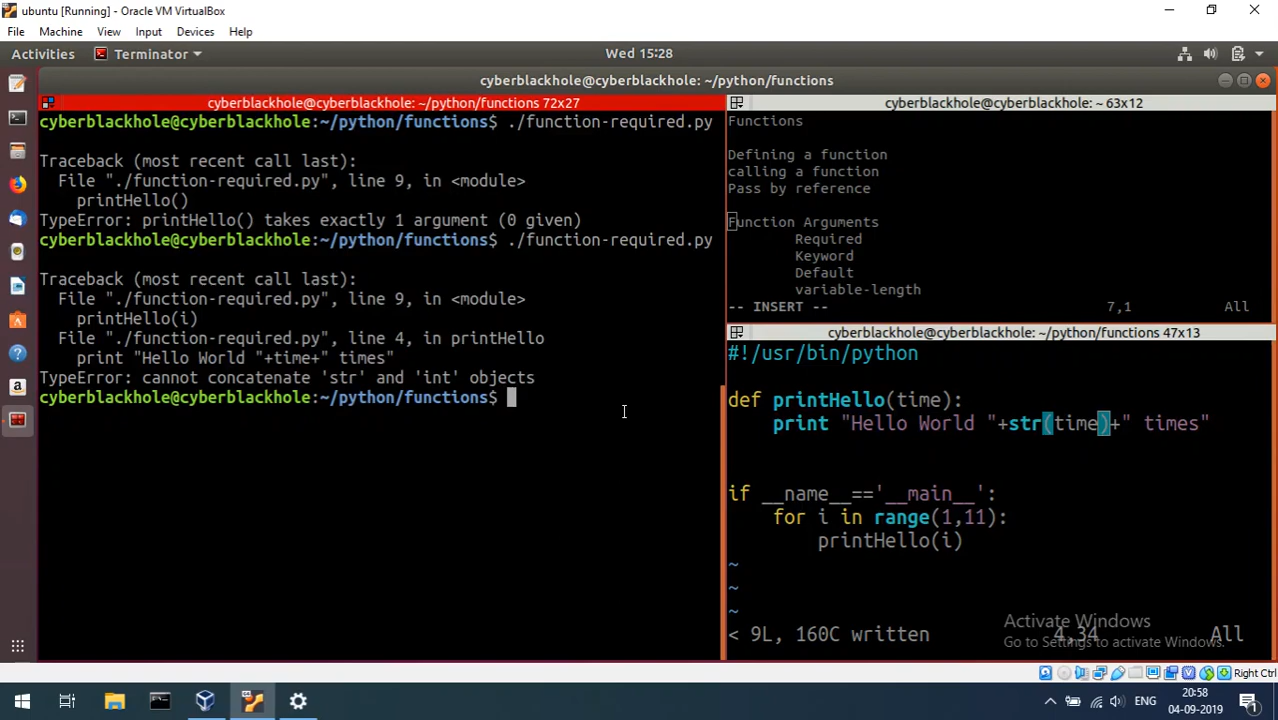 ubuntu [Running] - Oracle VM VirtualBox
File Machine View Input Devices Help
Activities Terminator Wed 15:28
cyberblackhole@cyberblackhole: ~/python/functions
cyberblackhole@cyberblackhole: ~/python/functions 72x27
cyberblackhole@cyberblackhole:~/python/functions$ ./function-required.py
Traceback (most recent call last):
File "./function-required.py", line 9, in <module>
printHello()
TypeError: printHello() takes exactly 1 argument (0 given)
cyberblackhole@cyberblackhole:~/python/functions$ ./function-required.py
Traceback (most recent call last):
File "./function-required.py", line 9, in <module>
printHello(i)
File "./function-required.py", line 4, in printHello
print "Hello World "+time+" times"
TypeError: cannot concatenate 'str' and 'int' objects
cyberblackhole@cyberblackhole:~/python/functions$
cyberblackhole@cyberblackhole: ~ 63x12
Functions
Defining a function
calling a function
Pass by reference
Function Arguments
Required
Keyword
Default
variable-length
-- INSERT -- 7,1 All
cyberblackhole@cyberblackhole: ~/python/functions 47x13
#!/usr/bin/python
def printHello(time):
print "Hello World "+str(time)+" times"
if __name__=='__main__':
for i in range(1,11):
printHello(i)
~
~
~
< 9L, 160C written 4,34 All
Activate Windows
Go to Settings to activate Windows.
Right Ctrl
ENG
20:58
04-09-2019
1